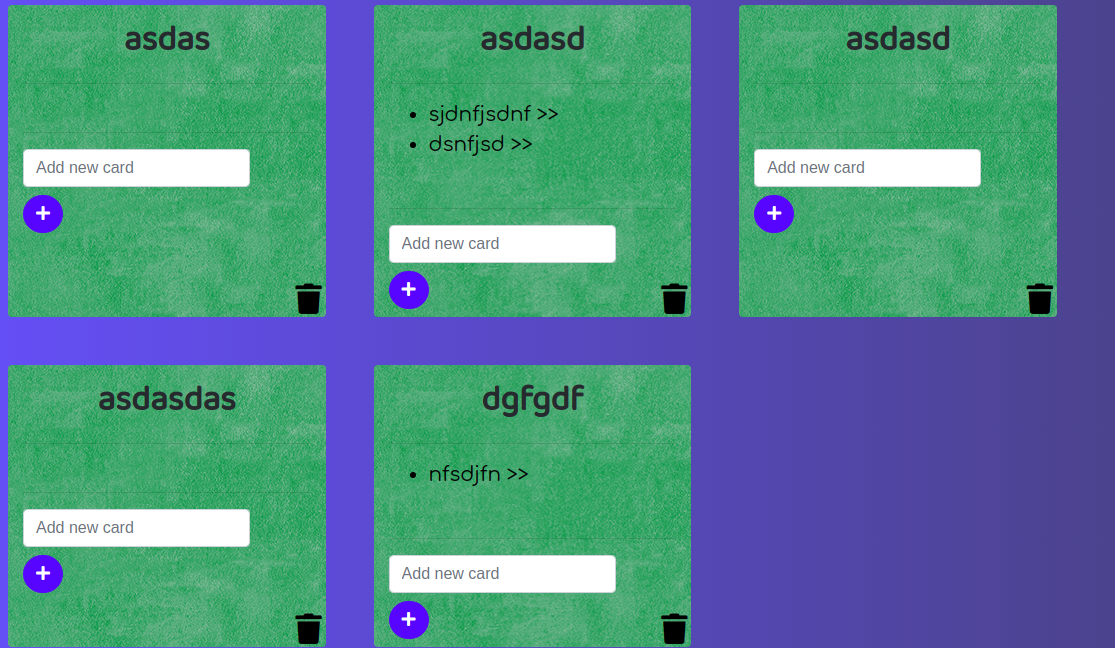 asdas
Add new card
+
asdasd
• sjdnfjsdnf >>
• dsnfjsd >>
Add new card
+
asdasd
Add new card
+
asdasdas
Add new card
+
dgfgdf
• nfsdjfn >>
Add new card
+